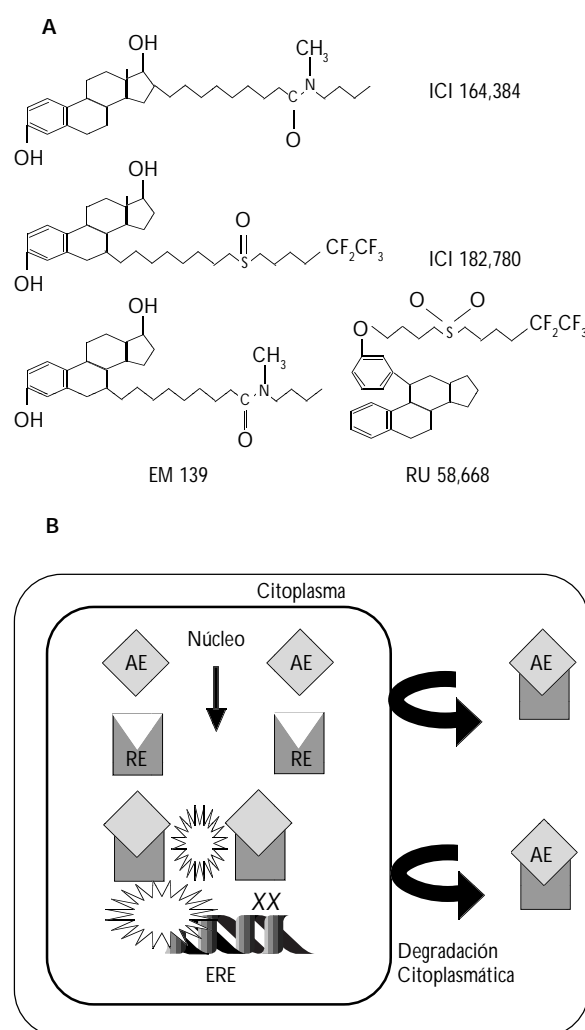 A
OH
CH3
C
N
O
OH
ICI 164,384
OH
O
S
CF2CF3
OH
ICI 182,780
OH
CH3
C
N
O
OH
EM 139
O O
S
CF2CF3
O
RU 58,668
B
Citoplasma
Núcleo
AE AE AE
RE RE
AE
XX
ERE
Degradación
Citoplasmática